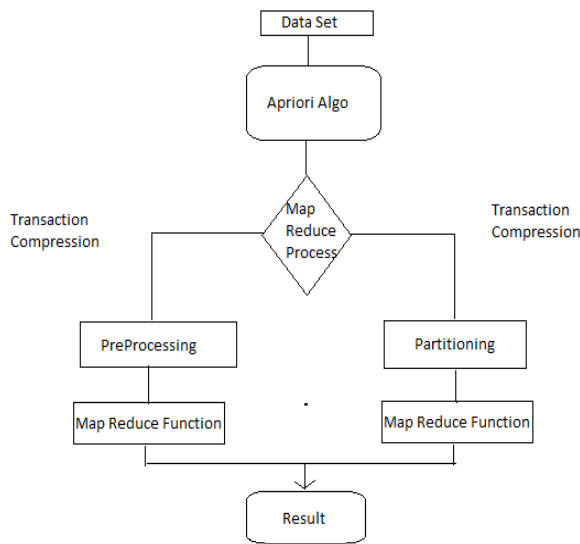 Data Set
Apriori Algo
Map
Reduce
Process
Transaction
Compression
Transaction
Compression
PreProcessing
Partitioning
Map Reduce Function
Map Reduce Function
Result